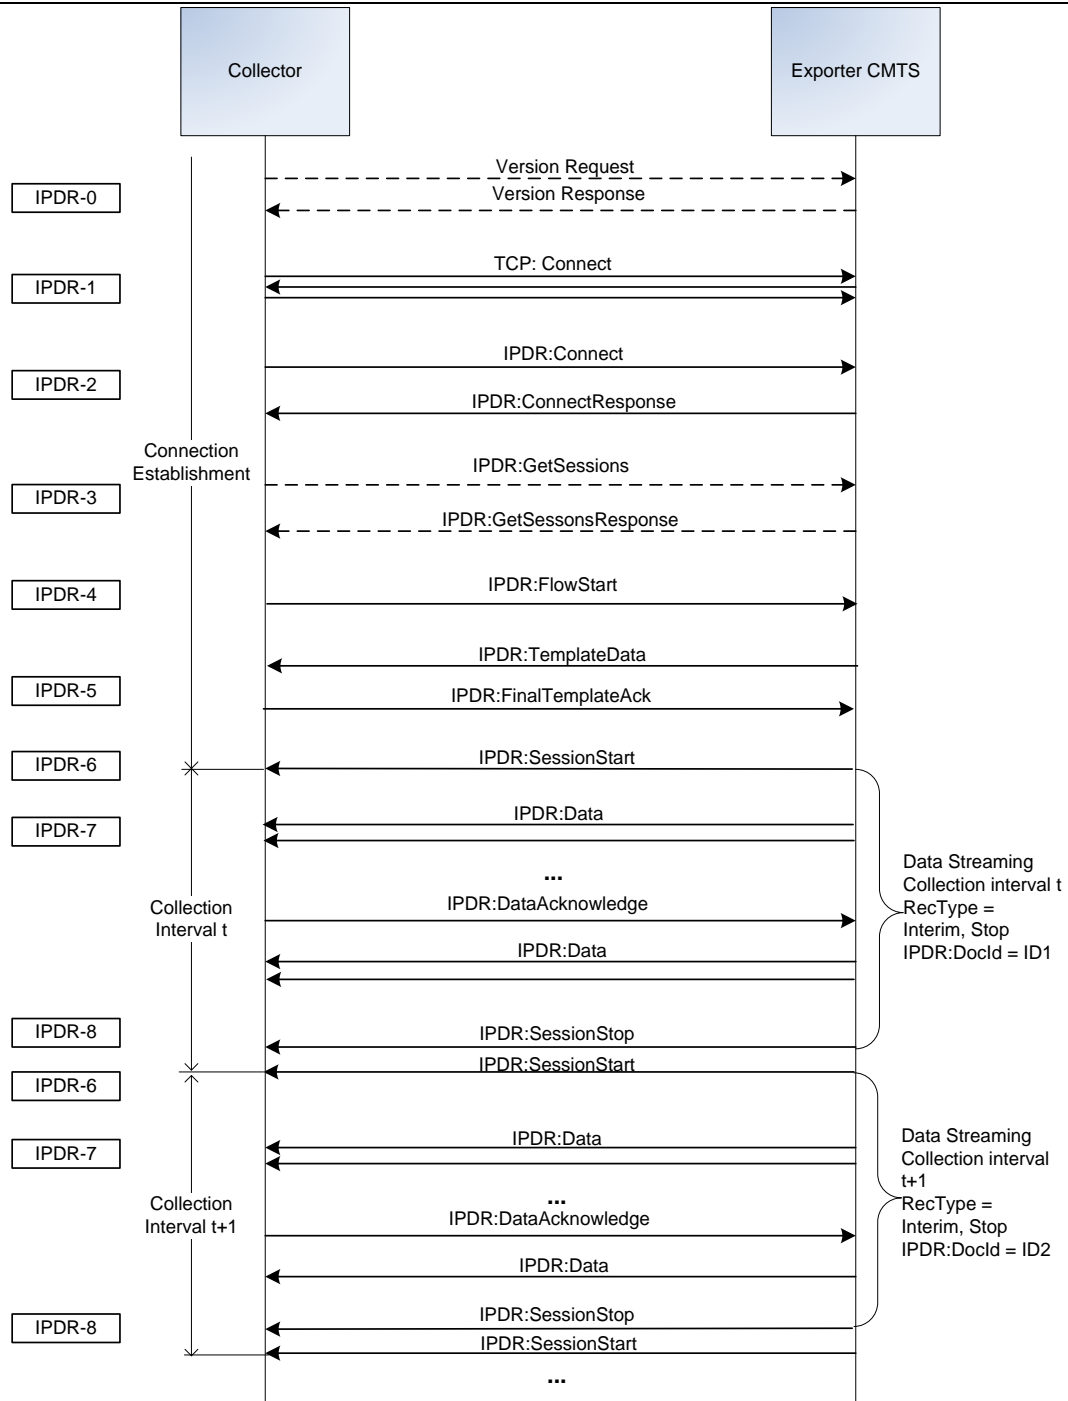 Collector
Exporter CMTS
Version Request
IPDR-0
Version Response
TCP: Connect
IPDR-1
IPDR:Connect
IPDR-2
IPDR:ConnectResponse
Connection
Establishment
IPDR:GetSessions
IPDR-3
IPDR:GetSessonsResponse
IPDR-4
IPDR:FlowStart
IPDR:TemplateData
IPDR-5
IPDR:FinalTemplateAck
IPDR-6
IPDR:SessionStart
IPDR-7
IPDR:Data
...
Collection
Interval t
IPDR:DataAcknowledge
IPDR:Data
Data Streaming
Collection interval t
RecType =
Interim, Stop
IPDR:DocId = ID1
IPDR-8
IPDR:SessionStop
IPDR:SessionStart
IPDR-6
IPDR-7
IPDR:Data
...
Collection
Interval t+1
IPDR:DataAcknowledge
IPDR:Data
Data Streaming
Collection interval
t+1
RecType =
Interim, Stop
IPDR:DocId = ID2
IPDR-8
IPDR:SessionStop
IPDR:SessionStart
...